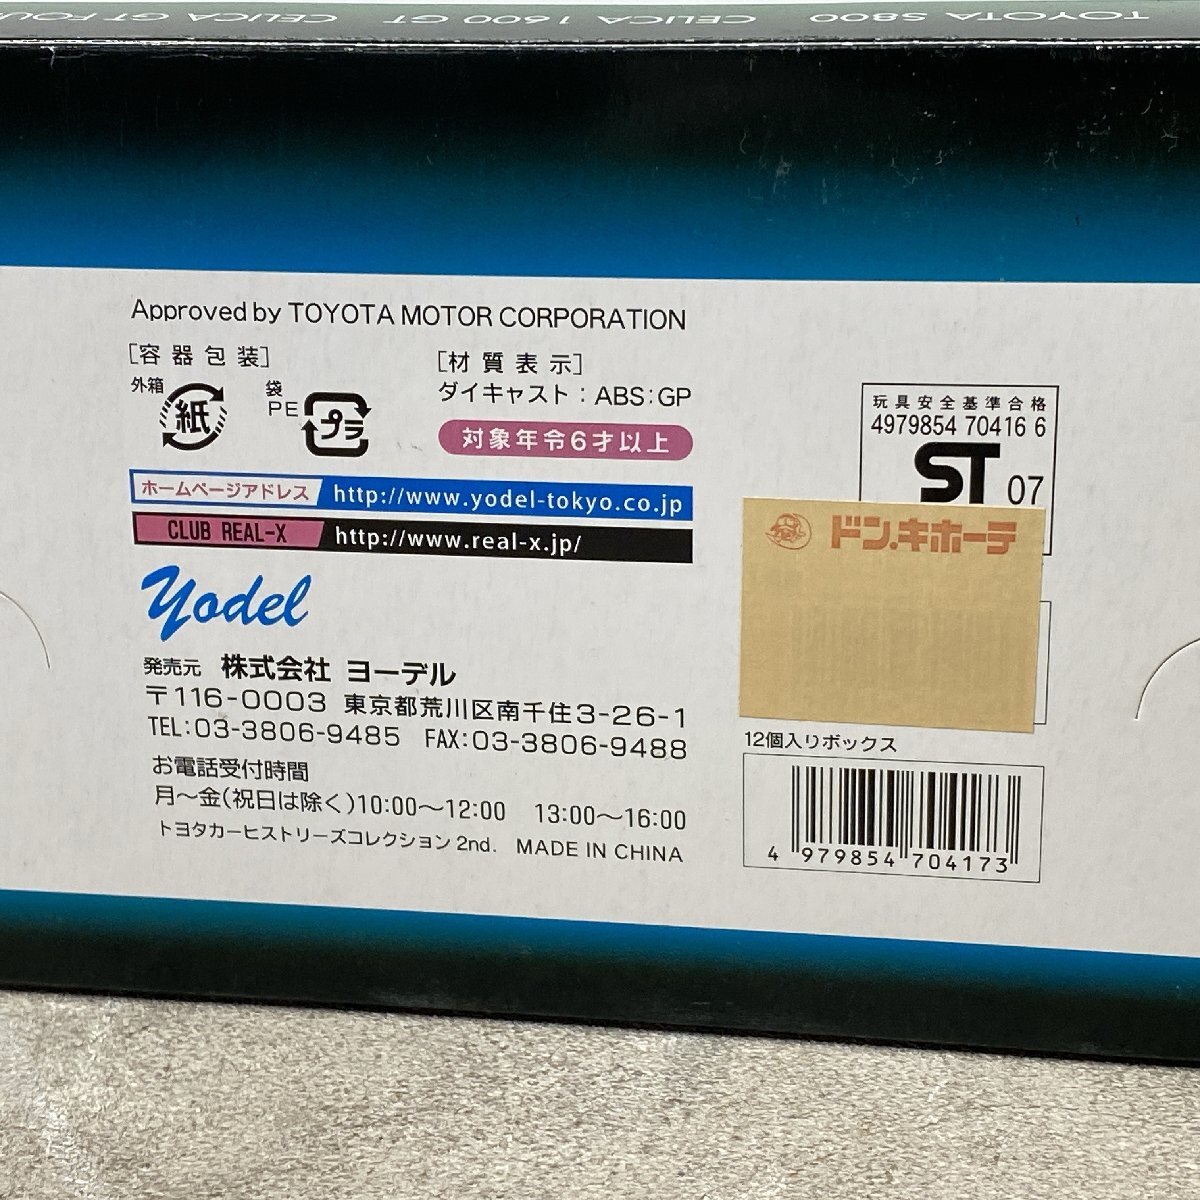 TOYOTA S800 CELICA 1600 GT CELICA GT FOUR
Approved by TOYOTA MOTOR CORPORATION
[容器包装]
外箱 紙 袋 PE プラ
[材質表示]
ダイキャスト：ABS：GP
対象年令6才以上
ホームページアドレス http://www.yodel-tokyo.co.jp
CLUB REAL-X http://www.real-x.jp/
yodel
発売元 株式会社 ヨーデル
〒116-0003 東京都荒川区南千住3-26-1
TEL:03-3806-9485 FAX:03-3806-9488
お電話受付時間
月〜金(祝日は除く)10:00〜12:00 13:00〜16:00
トヨタカーヒストリーズコレクション 2nd. MADE IN CHINA
玩具安全基準合格
4979854 70416 6
ST 07
ドン.キホーテ
12個入りボックス
4 979854 704173